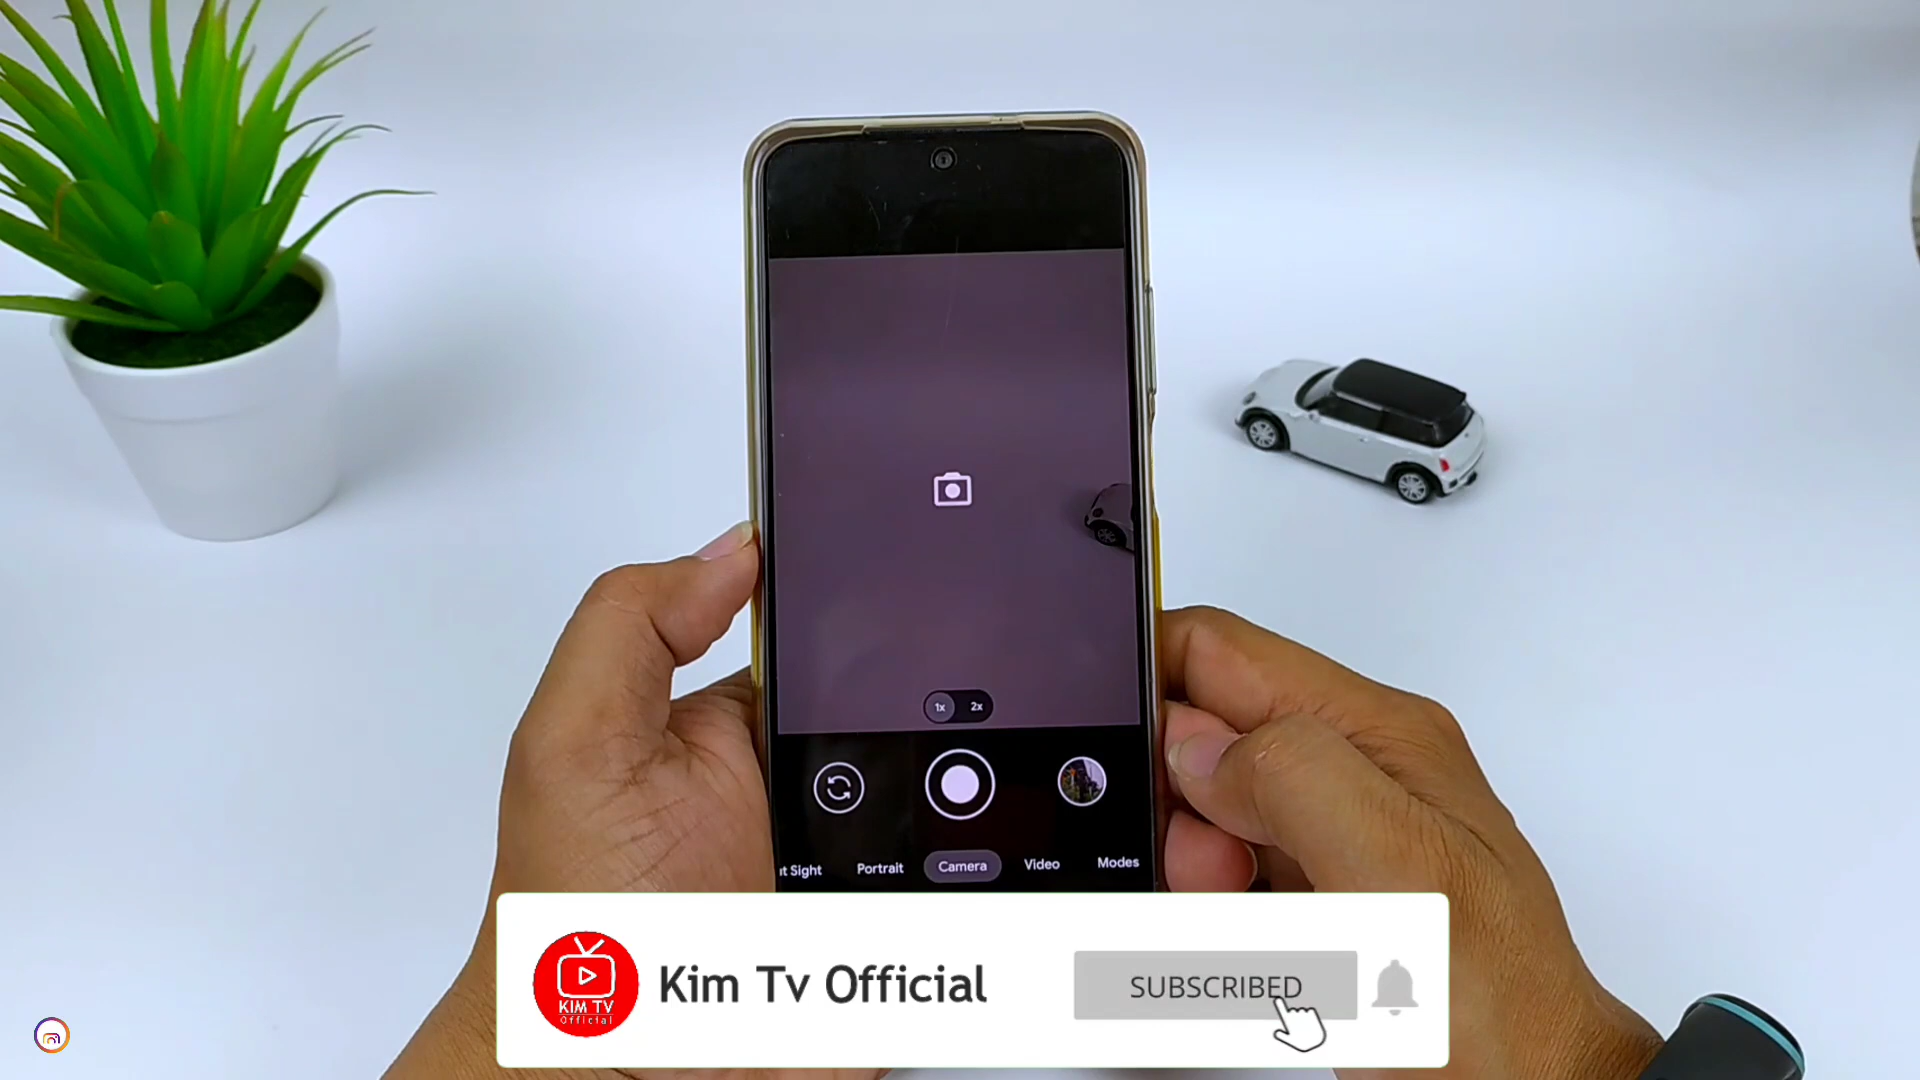 1x 2x
t Sight Portrait Camera Video Modes
KIM TV
Official
Kim Tv Official
SUBSCRIBED